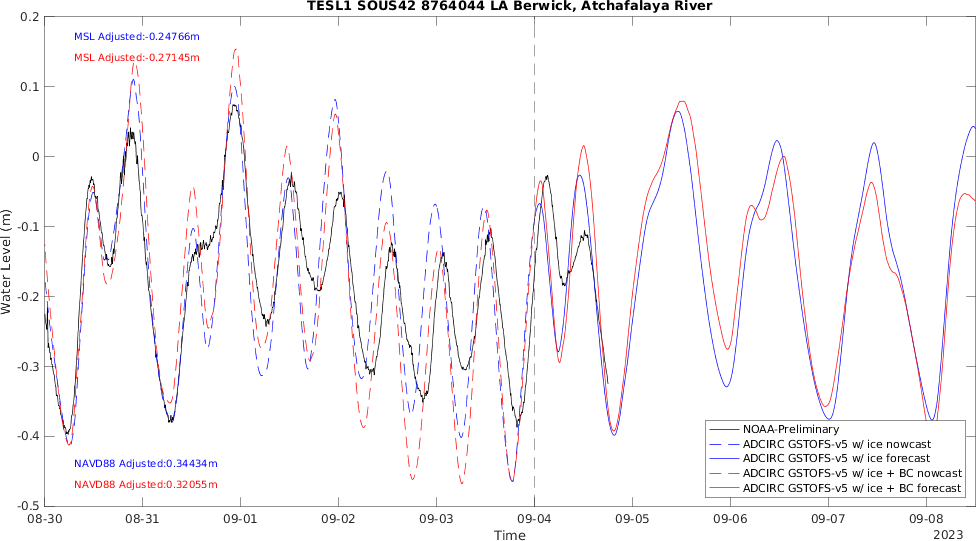 TESL1 SOUS42 8764044 LA Berwick, Atchafalaya River
MSL Adjusted:-0.24766m
MSL Adjusted:-0.27145m
NAVD88 Adjusted:0.34434m
NAVD88 Adjusted:0.32055m
Water Level (m)
0.2
0.1
0
-0.1
-0.2
-0.3
-0.4
-0.5
NOAA-Preliminary
ADCIRC GSTOFS-v5 w/ ice nowcast
ADCIRC GSTOFS-v5 w/ ice forecast
ADCIRC GSTOFS-v5 w/ ice + BC nowcast
ADCIRC GSTOFS-v5 w/ ice + BC forecast
08-30 08-31 09-01 09-02 09-03 09-04 09-05 09-06 09-07 09-08
Time
2023